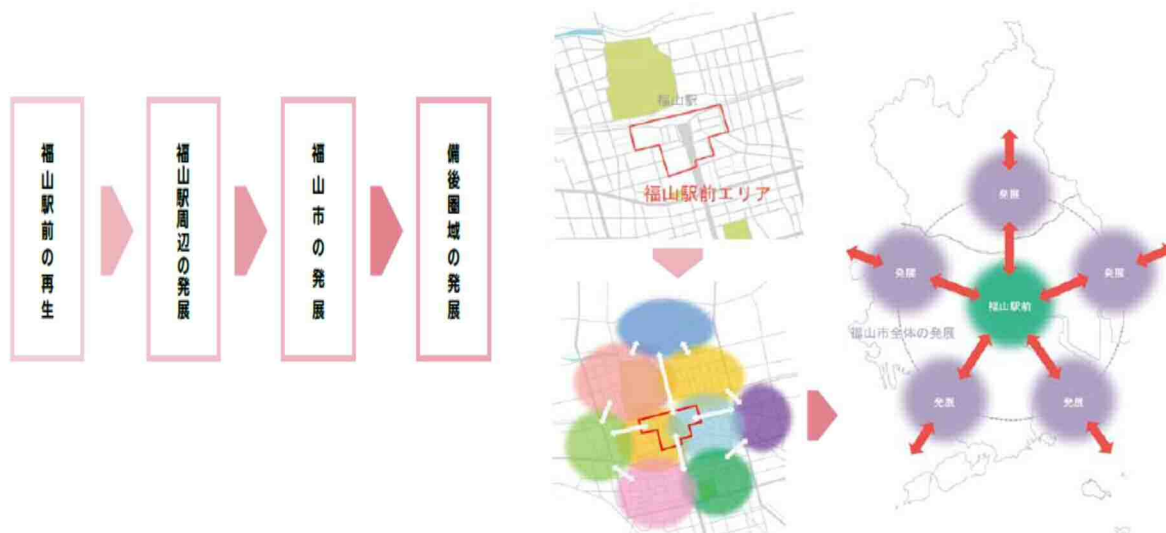 福山駅前の再生
福山駅周辺の発展
福山市の発展
備後圏域の発展
福山駅
福山駅前エリア
発展
発展
発展
福山駅前
福山市全体の発展
発展
発展